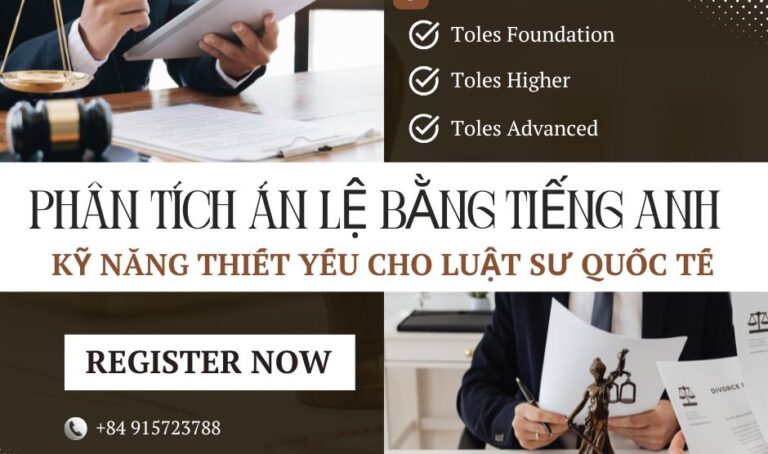 Toles Foundation
Toles Higher
Toles Advanced
PHÂN TÍCH ÁN LỆ BẰNG TIẾNG ANH
KỸ NĂNG THIẾT YẾU CHO LUẬT SƯ QUỐC TẾ
REGISTER NOW
+84 915723788
DIVORCE